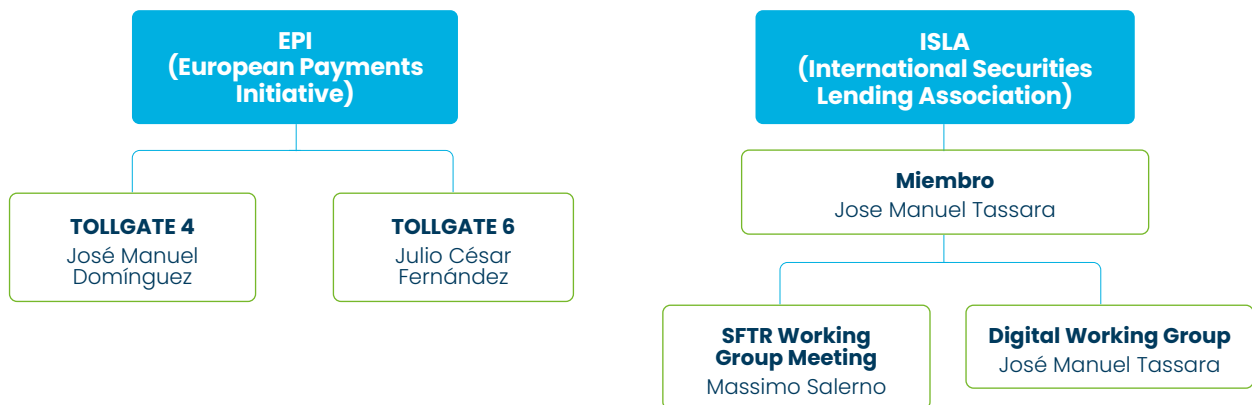 EPI
(European Payments
Initiative)
TOLLGATE 4
José Manuel
Domínguez
TOLLGATE 6
Julio César
Fernández
ISLA
(International Securities
Lending Association)
Miembro
Jose Manuel Tassara
SFTR Working
Group Meeting
Massimo Salerno
Digital Working Group
José Manuel Tassara